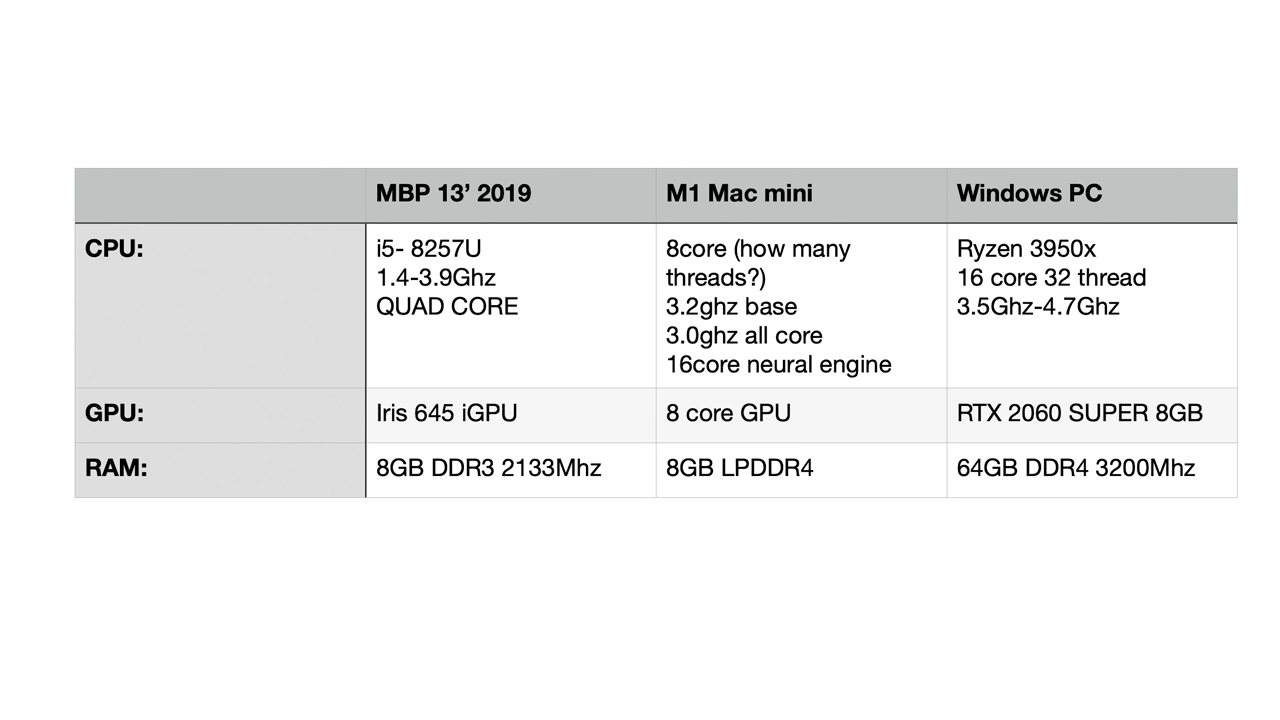 MBP 13’ 2019
M1 Mac mini
Windows PC
CPU:
i5- 8257U
1.4-3.9Ghz
QUAD CORE
8core (how many
threads?)
3.2ghz base
3.0ghz all core
16core neural engine
Ryzen 3950x
16 core 32 thread
3.5Ghz-4.7Ghz
GPU:
Iris 645 iGPU
8 core GPU
RTX 2060 SUPER 8GB
RAM:
8GB DDR3 2133Mhz
8GB LPDDR4
64GB DDR4 3200Mhz